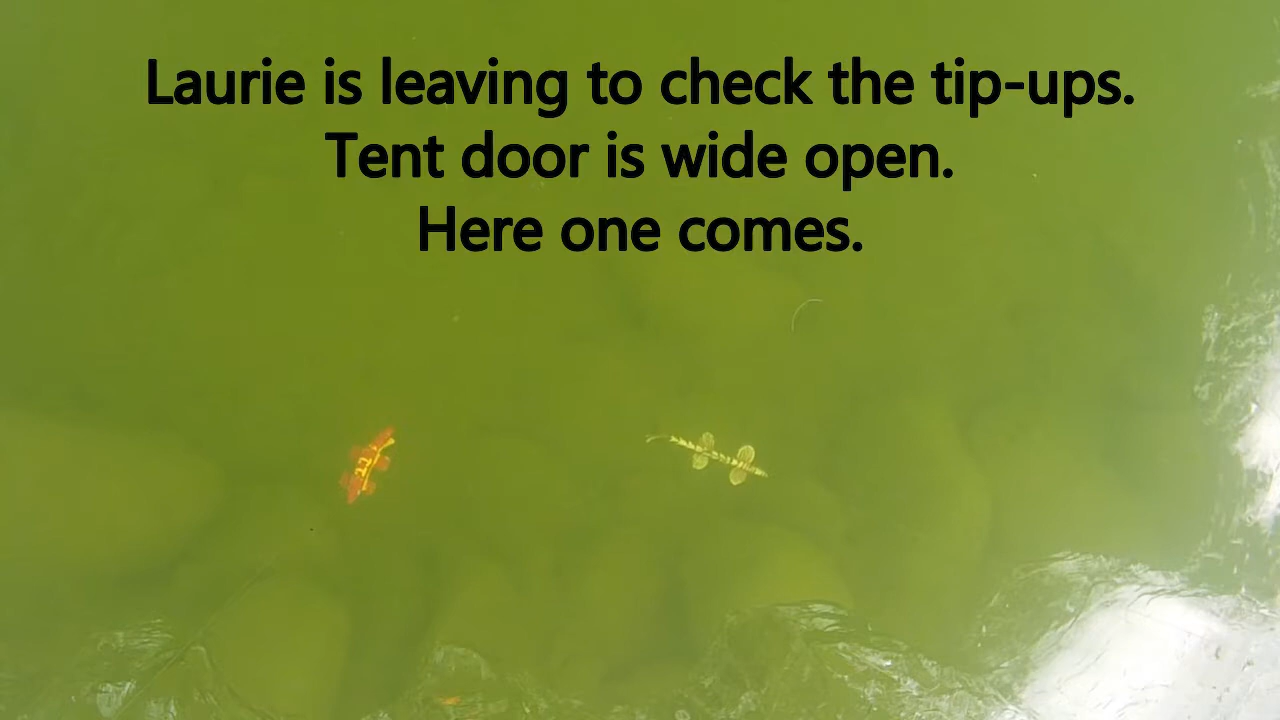 Laurie is leaving to check the tip-ups.
Tent door is wide open.
Here one comes.